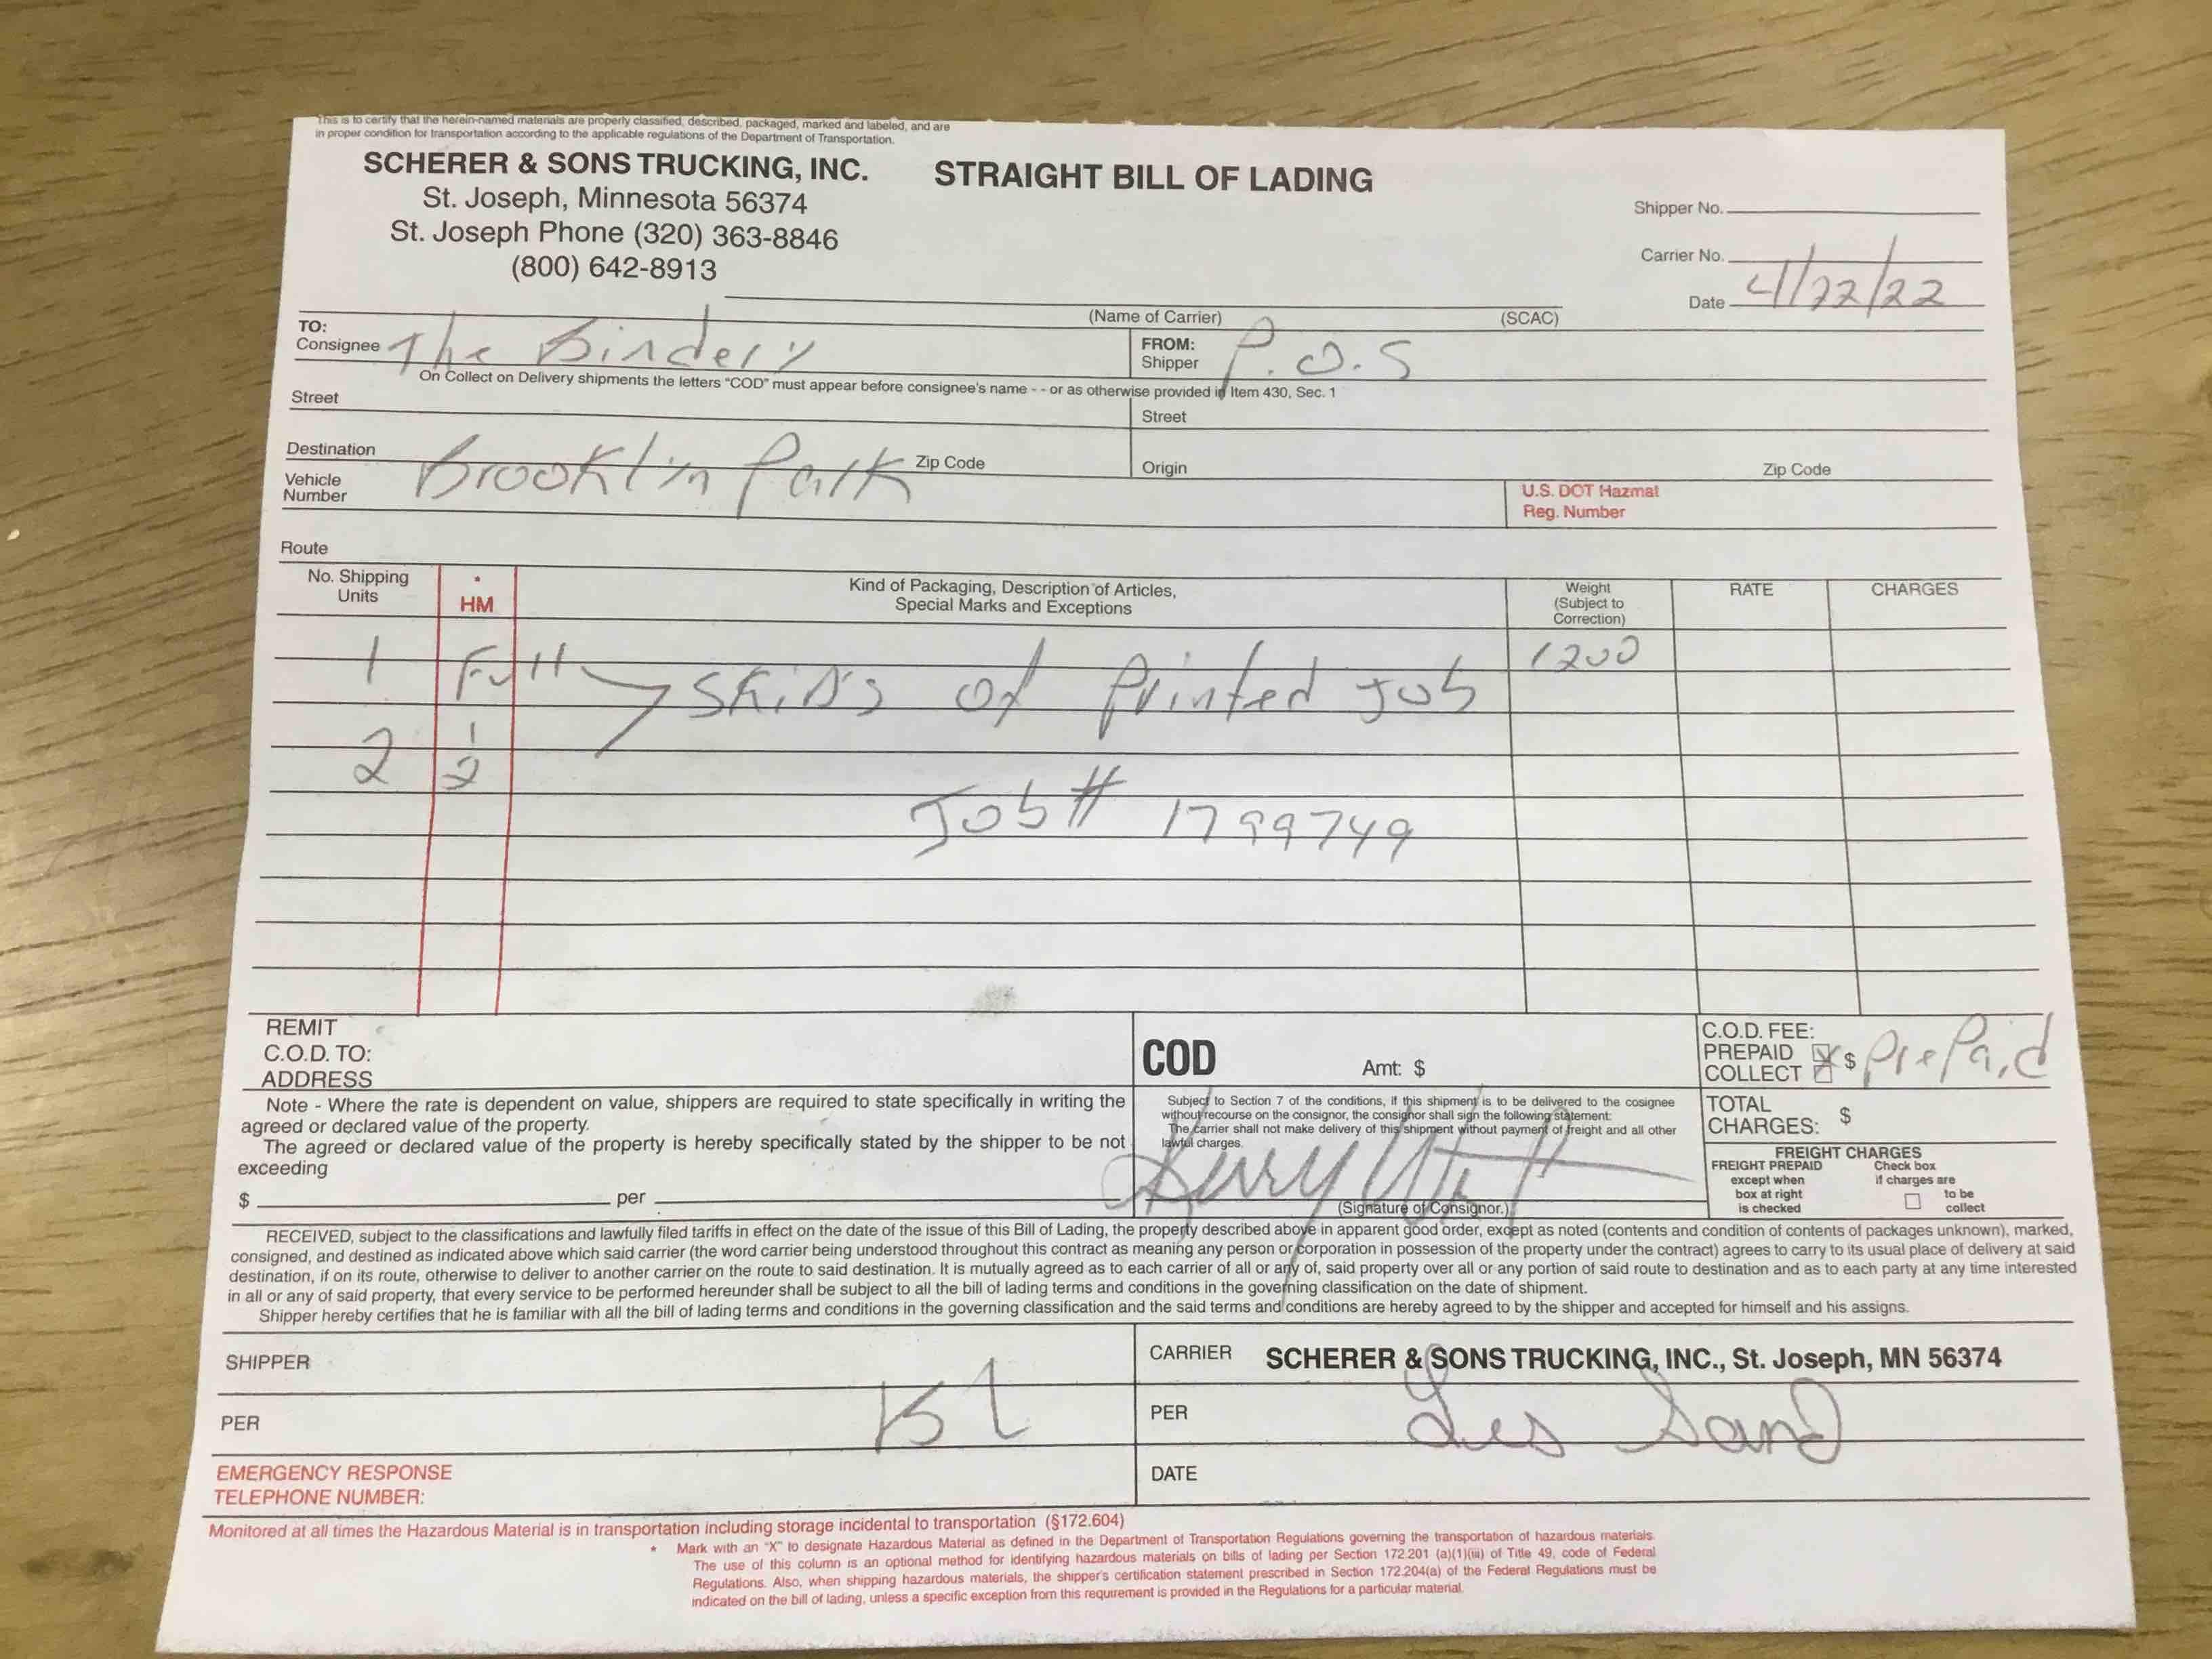 This is to certify that the herein-named materials are properly classified, described, packaged, marked and labeled, and are
in proper condition for transportation according to the applicable regulations of the Department of Transportation.
SCHERER & SONS TRUCKING, INC.
STRAIGHT BILL OF LADING
St. Joseph, Minnesota 56374
St. Joseph Phone (320) 363-8846
(800) 642-8913
Shipper No.
Carrier No.
Date 4/22/22
(Name of Carrier) (SCAC)
TO:
Consignee The Bindery
FROM:
Shipper P.O.S
On Collect on Delivery shipments the letters "COD" must appear before consignee's name - - or as otherwise provided in Item 430, Sec. 1
Street
Street
Destination Brooklyn Park Zip Code
Origin Zip Code
Vehicle
Number
U.S. DOT Hazmat
Reg. Number
Route
No. Shipping
Units
*
HM
Kind of Packaging, Description of Articles,
Special Marks and Exceptions
Weight
(Subject to
Correction)
RATE
CHARGES
1 Full Skids of Printed Job 1200
2 1/2
Job # 1799749
REMIT
C.O.D. TO:
ADDRESS
COD Amt: $
C.O.D. FEE:
PREPAID
COLLECT $ PrePaid
Note - Where the rate is dependent on value, shippers are required to state specifically in writing the
agreed or declared value of the property.
The agreed or declared value of the property is hereby specifically stated by the shipper to be not
exceeding
$ per
Subject to Section 7 of the conditions, if this shipment is to be delivered to the cosignee
without recourse on the consignor, the consignor shall sign the following statement:
The carrier shall not make delivery of this shipment without payment of freight and all other
lawful charges.
(Signature of Consignor.)
TOTAL
CHARGES: $
FREIGHT CHARGES
FREIGHT PREPAID
except when
box at right
is checked
Check box
if charges are
to be
collect
RECEIVED, subject to the classifications and lawfully filed tariffs in effect on the date of the issue of this Bill of Lading, the property described above in apparent good order, except as noted (contents and condition of contents of packages unknown), marked,
consigned, and destined as indicated above which said carrier (the word carrier being understood throughout this contract as meaning any person or corporation in possession of the property under the contract) agrees to carry to its usual place of delivery at said
destination, if on its route, otherwise to deliver to another carrier on the route to said destination. It is mutually agreed as to each carrier of all or any of, said property over all or any portion of said route to destination and as to each party at any time interested
in all or any of said property, that every service to be performed hereunder shall be subject to all the bill of lading terms and conditions in the governing classification on the date of shipment.
Shipper hereby certifies that he is familiar with all the bill of lading terms and conditions in the governing classification and the said terms and conditions are hereby agreed to by the shipper and accepted for himself and his assigns.
SHIPPER
CARRIER SCHERER & SONS TRUCKING, INC., St. Joseph, MN 56374
PER
PER Les Sand
EMERGENCY RESPONSE
TELEPHONE NUMBER:
DATE
Monitored at all times the Hazardous Material is in transportation including storage incidental to transportation (§172.604)
* Mark with an "X" to designate Hazardous Material as defined in the Department of Transportation Regulations governing the transportation of hazardous materials.
The use of this column is an optional method for identifying hazardous materials on bills of lading per Section 172.201 (a)(1)(iii) of Title 49, code of Federal
Regulations. Also, when shipping hazardous materials, the shipper's certification statement prescribed in Section 172.204(a) of the Federal Regulations must be
indicated on the bill of lading, unless a specific exception from this requirement is provided in the Regulations for a particular material.